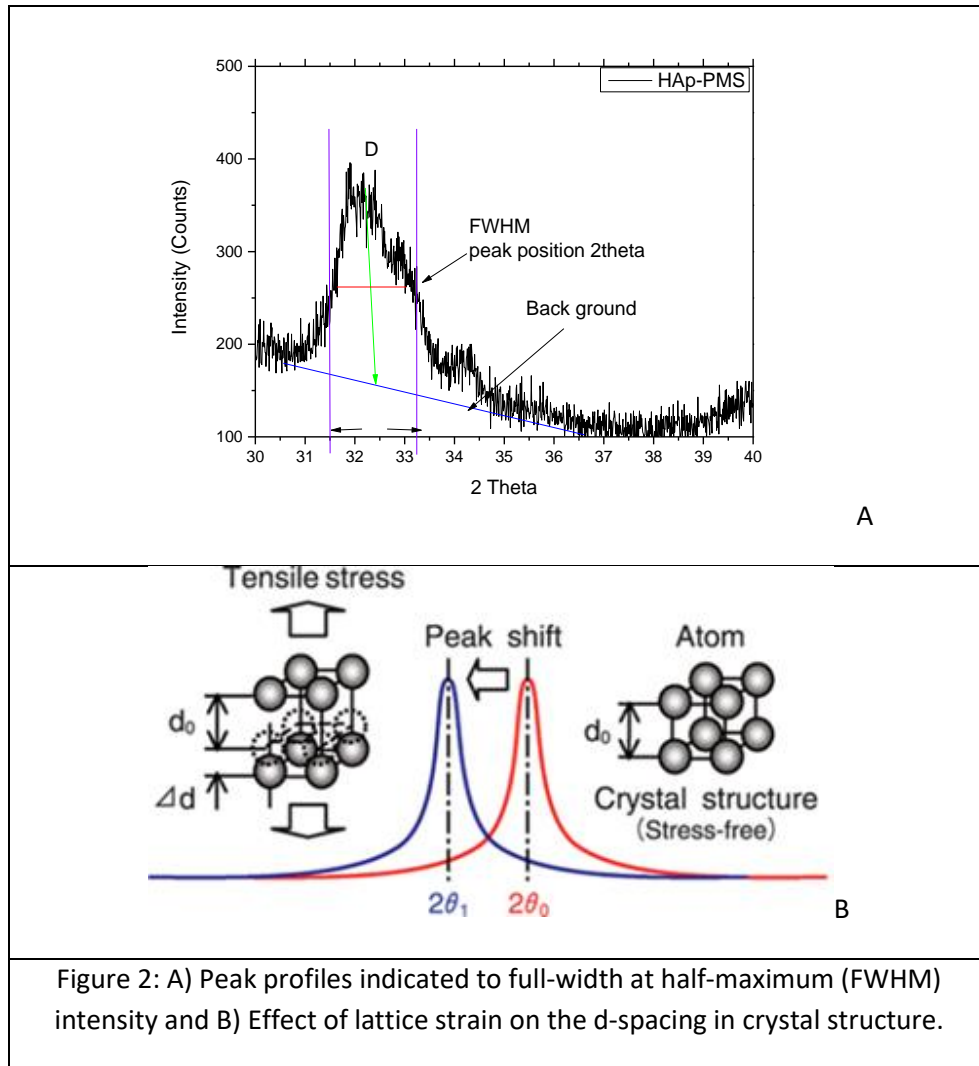 500
HAp-PMS
400
D
FWHM
peak position 2theta
300
Back ground
200
100
Intensity (Counts)
30 31 32 33 34 35 36 37 38 39 40
2 Theta
A
Tensile stress
Peak shift
Atom
d₀
d₀
⊿d
Crystal structure
(Stress-free)
2θ₁
2θ₀
B
Figure 2: A) Peak profiles indicated to full-width at half-maximum (FWHM)
intensity and B) Effect of lattice strain on the d-spacing in crystal structure.